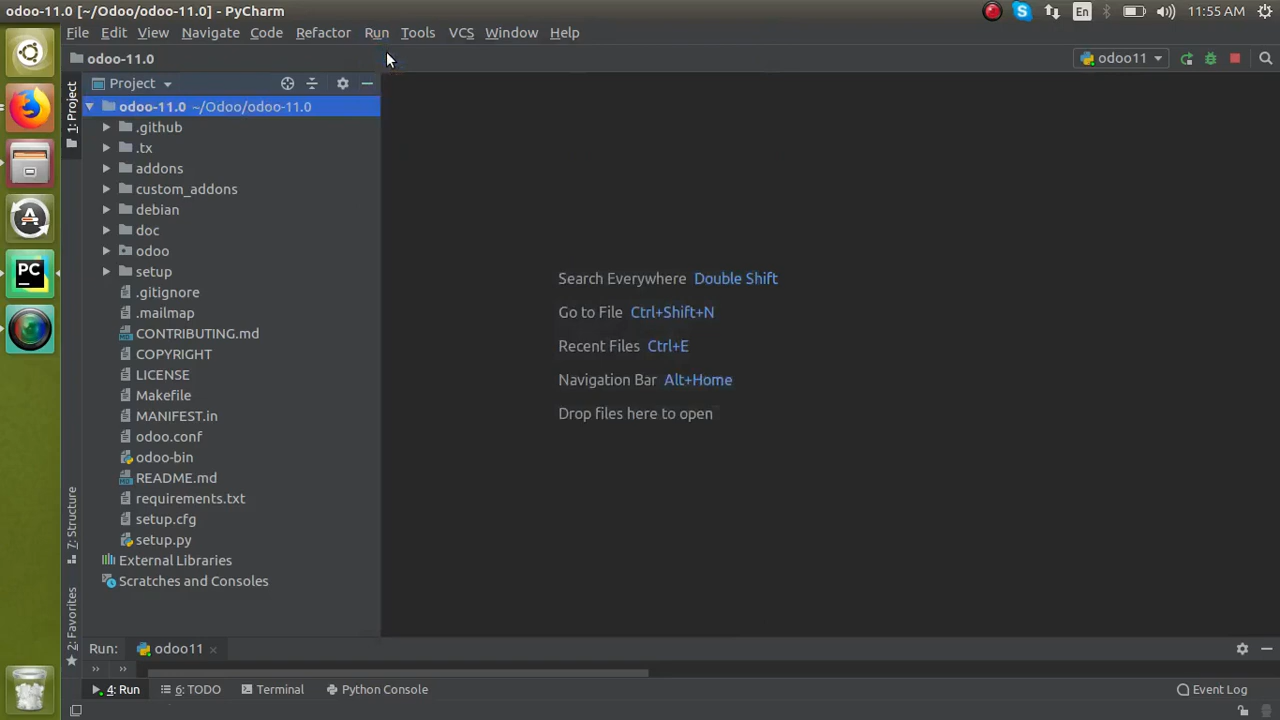 odoo-11.0 [~/Odoo/odoo-11.0] - PyCharm
En
11:55 AM
File Edit View Navigate Code Refactor Run Tools VCS Window Help
odoo-11.0
odoo11
1: Project
Project
odoo-11.0 ~/Odoo/odoo-11.0
.github
.tx
addons
custom_addons
debian
doc
odoo
setup
.gitignore
.mailmap
CONTRIBUTING.md
COPYRIGHT
LICENSE
Makefile
MANIFEST.in
odoo.conf
odoo-bin
README.md
requirements.txt
setup.cfg
setup.py
External Libraries
Scratches and Consoles
PC
Search Everywhere Double Shift
Go to File Ctrl+Shift+N
Recent Files Ctrl+E
Navigation Bar Alt+Home
Drop files here to open
7: Structure
2: Favorites
Run: odoo11
4: Run 6: TODO Terminal Python Console Event Log